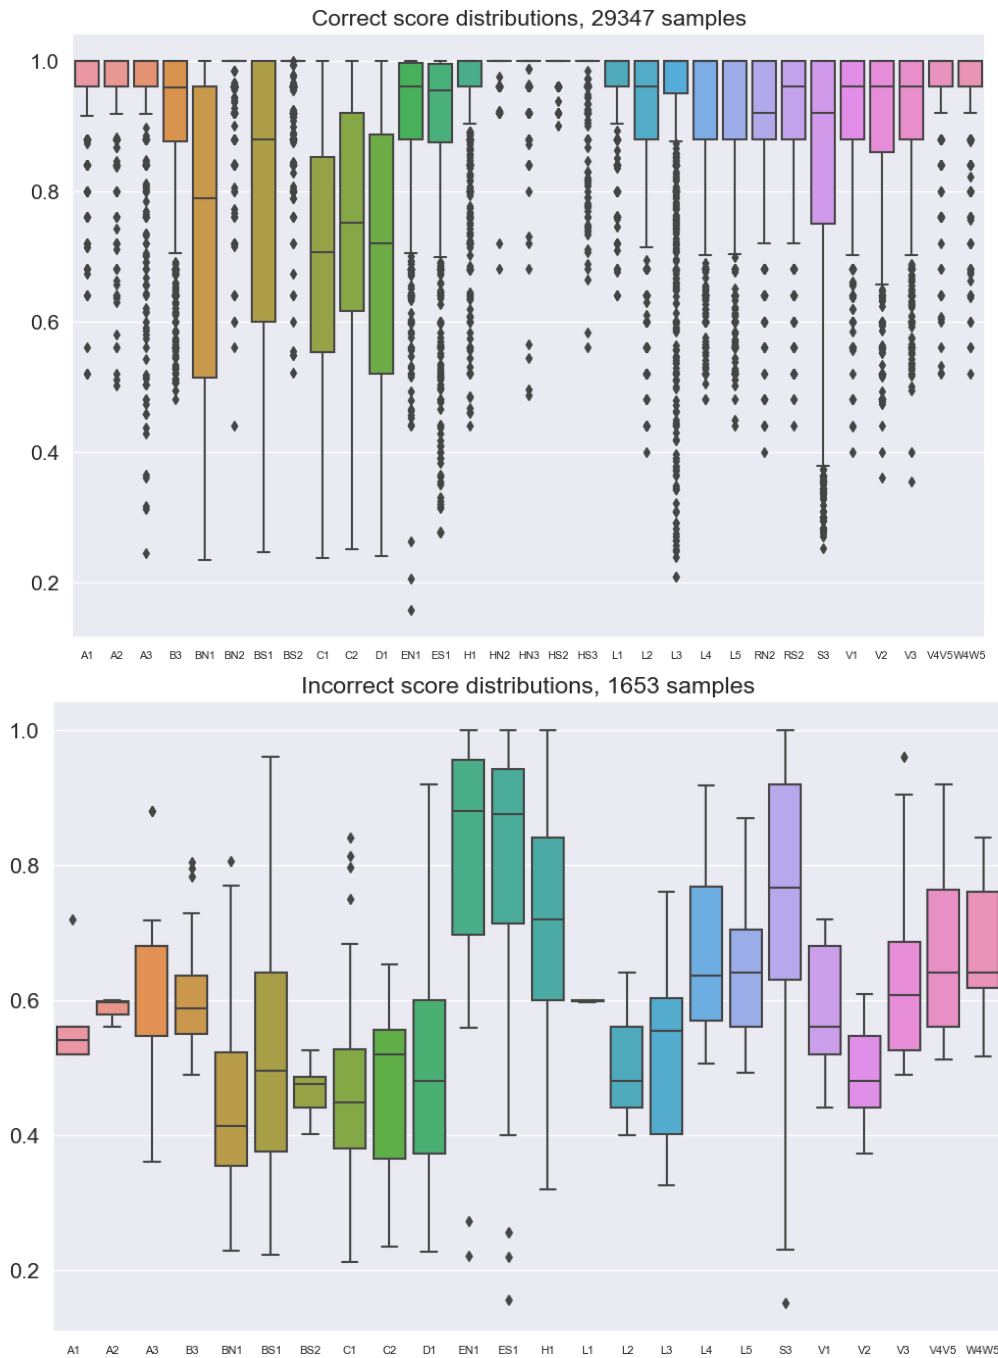 Correct score distributions, 29347 samples
1.0
0.8
0.6
0.4
0.2
A1 A2 A3 B3 BN1 BN2 BS1 BS2 C1 C2 D1 EN1 ES1 H1 HN2 HN3 HS2 HS3 L1 L2 L3 L4 L5 RN2 RS2 S3 V1 V2 V3 V4V5 W4W5
Incorrect score distributions, 1653 samples
1.0
0.8
0.6
0.4
0.2
A1 A2 A3 B3 BN1 BS1 BS2 C1 C2 D1 EN1 ES1 H1 L1 L2 L3 L4 L5 S3 V1 V2 V3 V4V5 W4W5